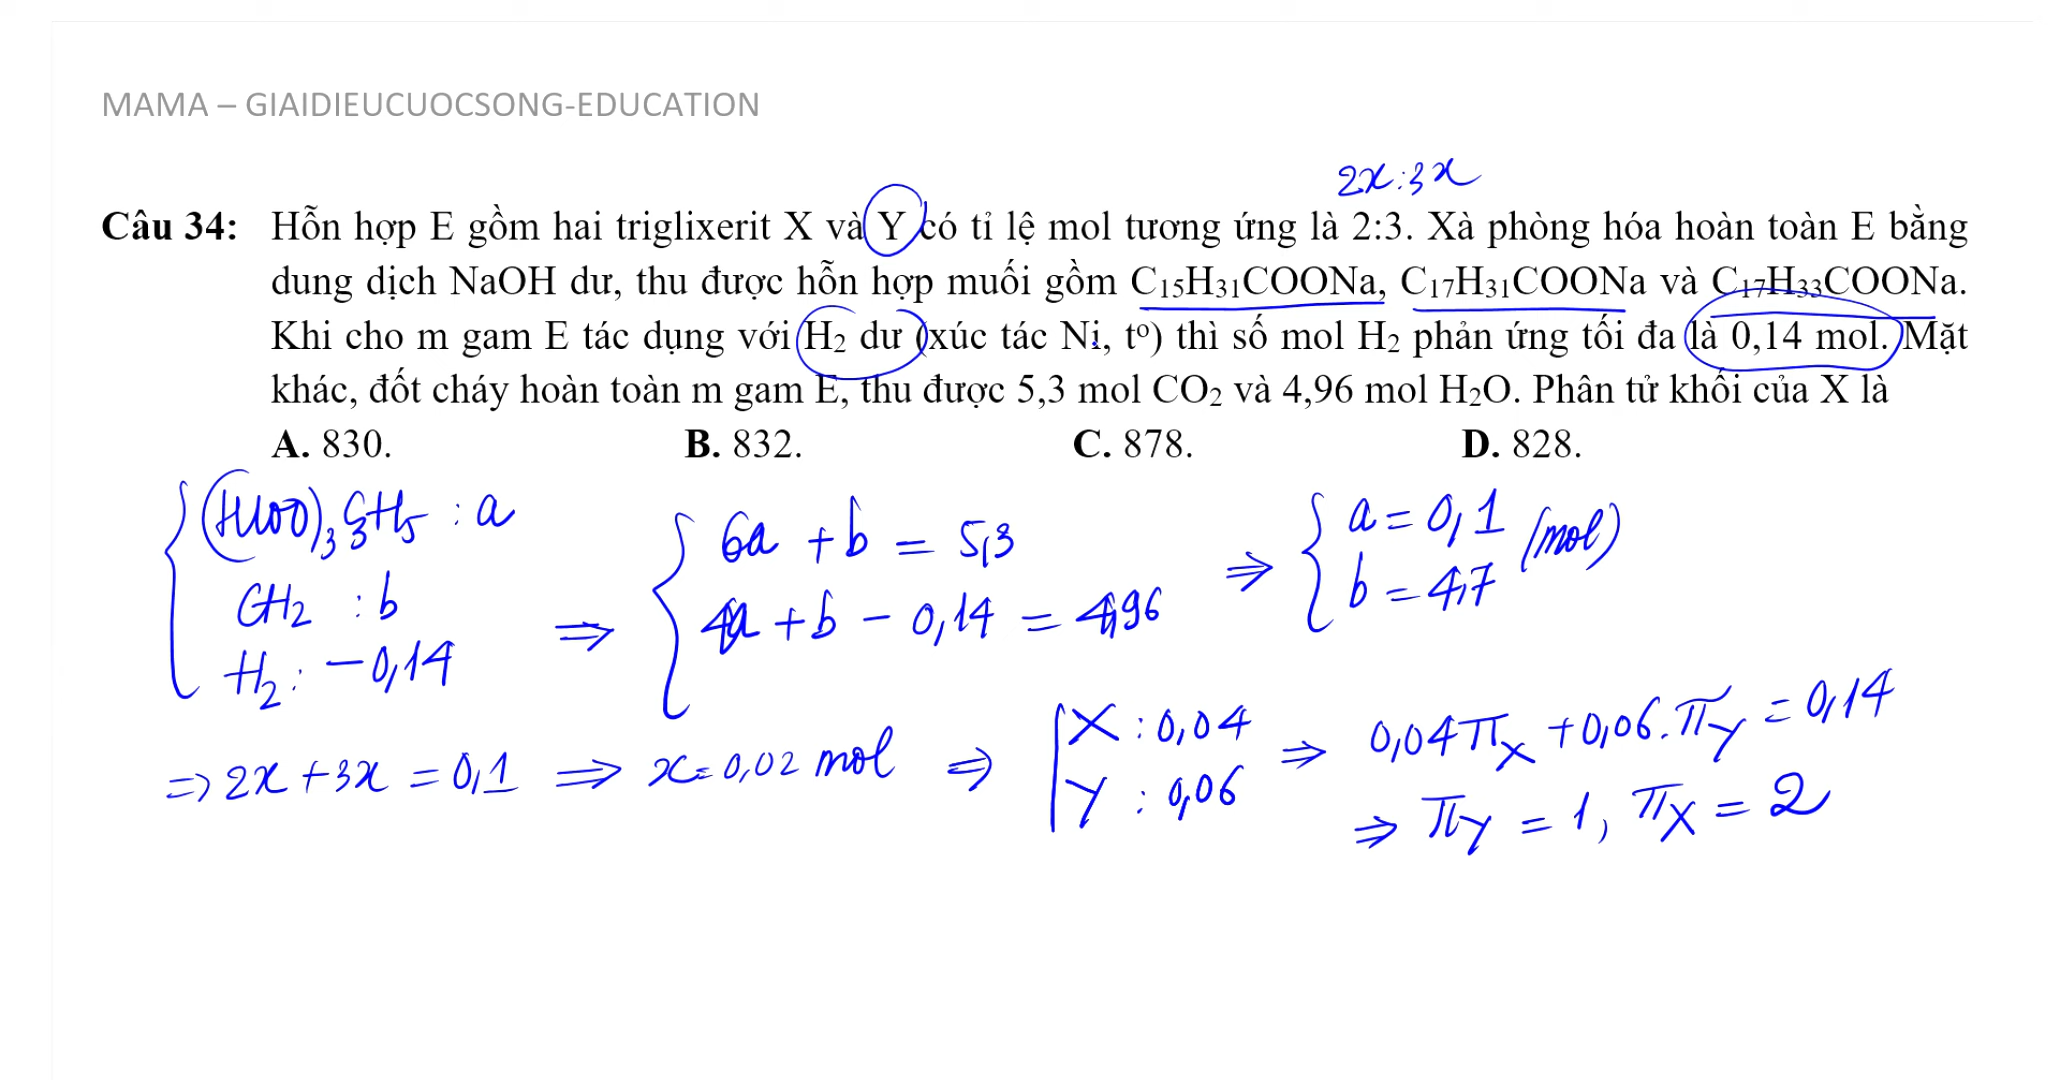 MAMA – GIAIDIEUCUOCSONG-EDUCATION
2x:3x
Câu 34: Hỗn hợp E gồm hai triglixerit X và Y có tỉ lệ mol tương ứng là 2:3. Xà phòng hóa hoàn toàn E bằng
dung dịch NaOH dư, thu được hỗn hợp muối gồm C₁₅H₃₁COONa, C₁₇H₃₁COONa và C₁₇H₃₃COONa.
Khi cho m gam E tác dụng với H₂ dư (xúc tác Ni, tº) thì số mol H₂ phản ứng tối đa là 0,14 mol. Mặt
khác, đốt cháy hoàn toàn m gam E, thu được 5,3 mol CO₂ và 4,96 mol H₂O. Phân tử khối của X là
A. 830. B. 832. C. 878. D. 828.
(HCOO)₃C₃H₅ : a
CH₂ : b
H₂ : -0,14
⇒ 6a + b = 5,3
4a + b - 0,14 = 4,96
⇒ a = 0,1 (mol)
b = 4,7
⇒ 2x + 3x = 0,1 ⇒ x = 0,02 mol ⇒ X : 0,04
Y : 0,06
⇒ 0,04πX + 0,06.πY = 0,14
⇒ πY = 1, πX = 2